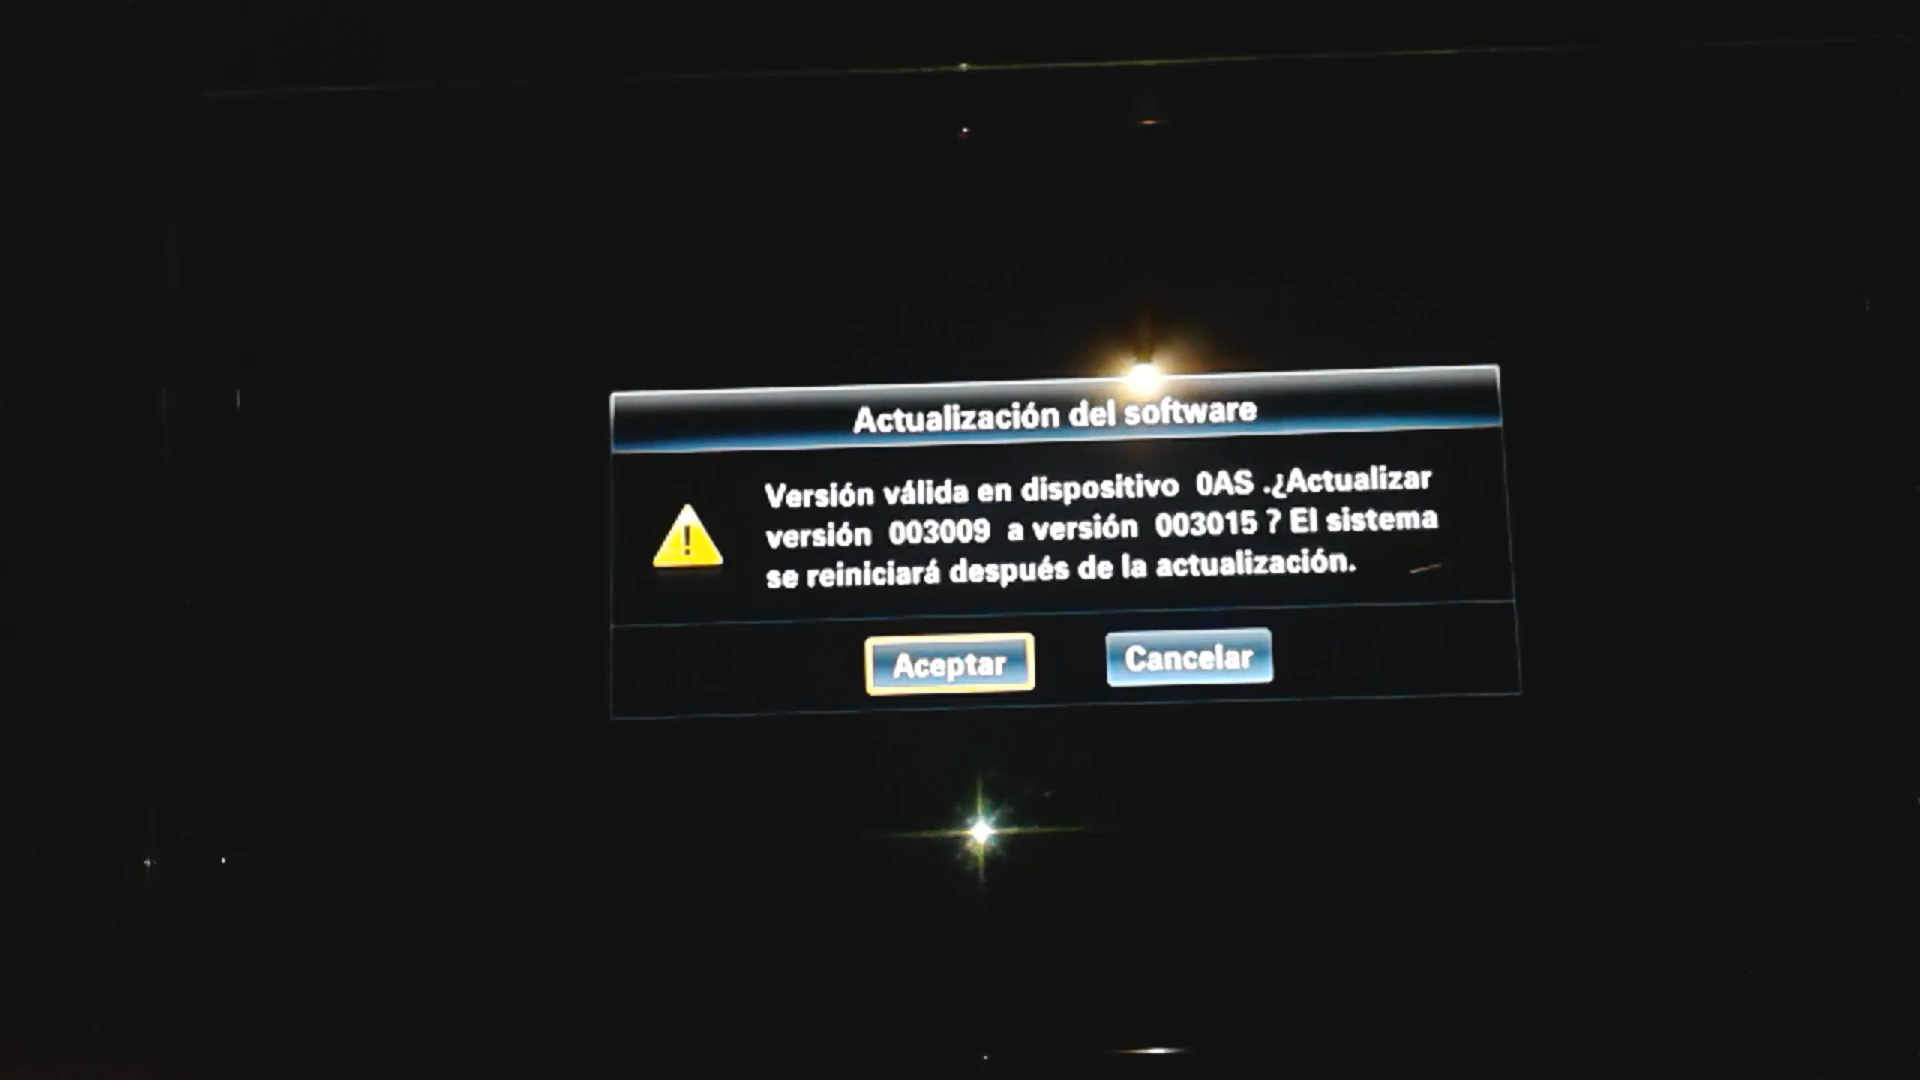 Actualización del software
Versión válida en dispositivo 0AS .¿Actualizar
versión 003009 a versión 003015 ? El sistema
se reiniciará después de la actualización.
Aceptar Cancelar